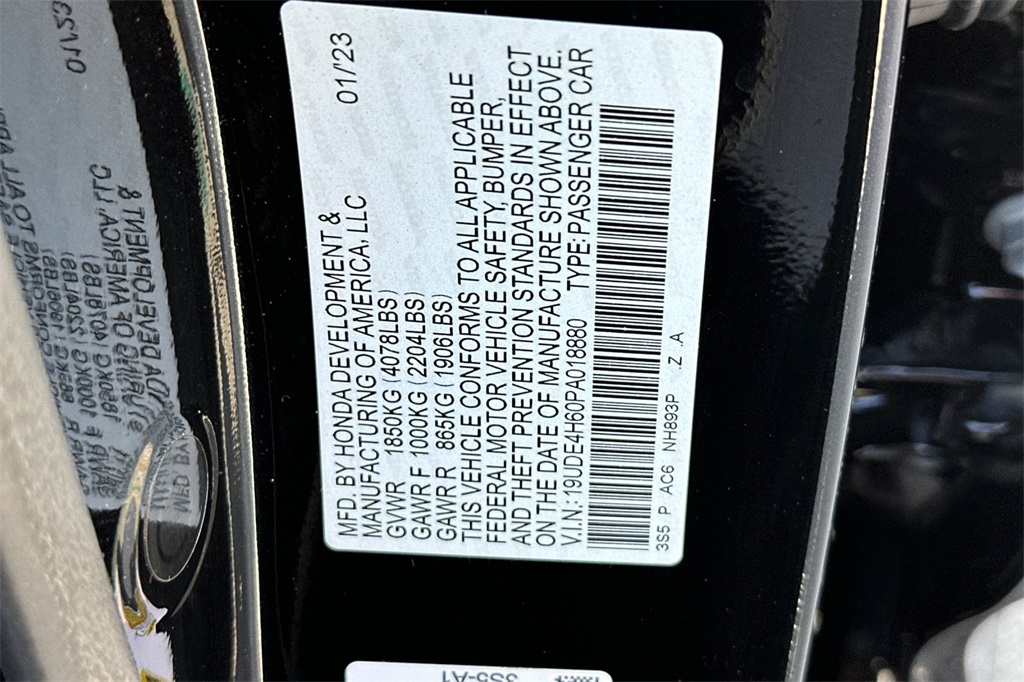 MFD. BY HONDA DEVELOPMENT & 01/'23
MANUFACTURING OF AMERICA, LLC
GVWR 1850KG (4078LBS)
GAWR F 1000KG (2204LBS)
GAWR R 865KG (1906LBS)
THIS VEHICLE CONFORMS TO ALL APPLICABLE
FEDERAL MOTOR VEHICLE SAFETY, BUMPER,
AND THEFT PREVENTION STANDARDS IN EFFECT
ON THE DATE OF MANUFACTURE SHOWN ABOVE.
V.I.N.:19UDE4H60PA018880 TYPE:PASSENGER CAR
3S5 P AC6 NH893P Z A
3S5-A1